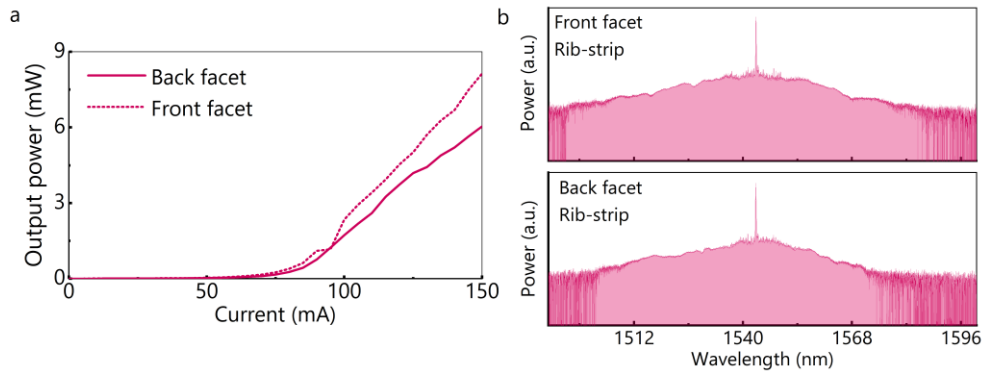 a
Output power (mW)
9
6
3
0
Back facet
Front facet
0 50 100 150
Current (mA)
b
Power (a.u.)
Front facet
Rib-strip
Power (a.u.)
Back facet
Rib-strip
1512 1540 1568 1596
Wavelength (nm)